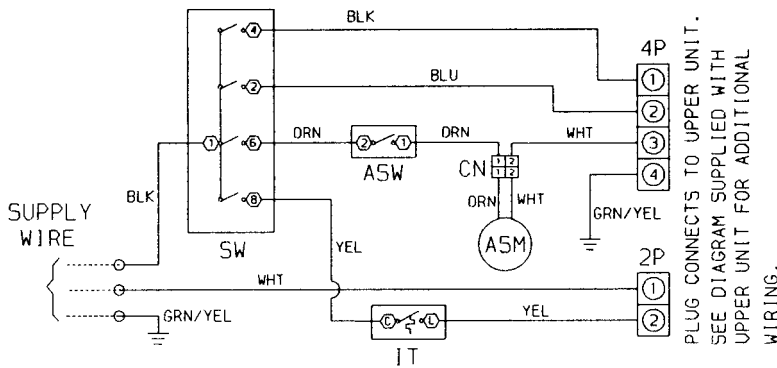 BLK
4P
4
1
BLU
2
2
1
6
ORN
2
1
ORN
WHT
3
ASW
CN
1 2
1 2
4
BLK
8
ORN
WHT
GRN/YEL
SUPPLY
WIRE
SW
YEL
ASM
2P
WHT
1
GRN/YEL
C
L
YEL
2
IT
PLUG CONNECTS TO UPPER UNIT.
SEE DIAGRAM SUPPLIED WITH
UPPER UNIT FOR ADDITIONAL
WIRING.